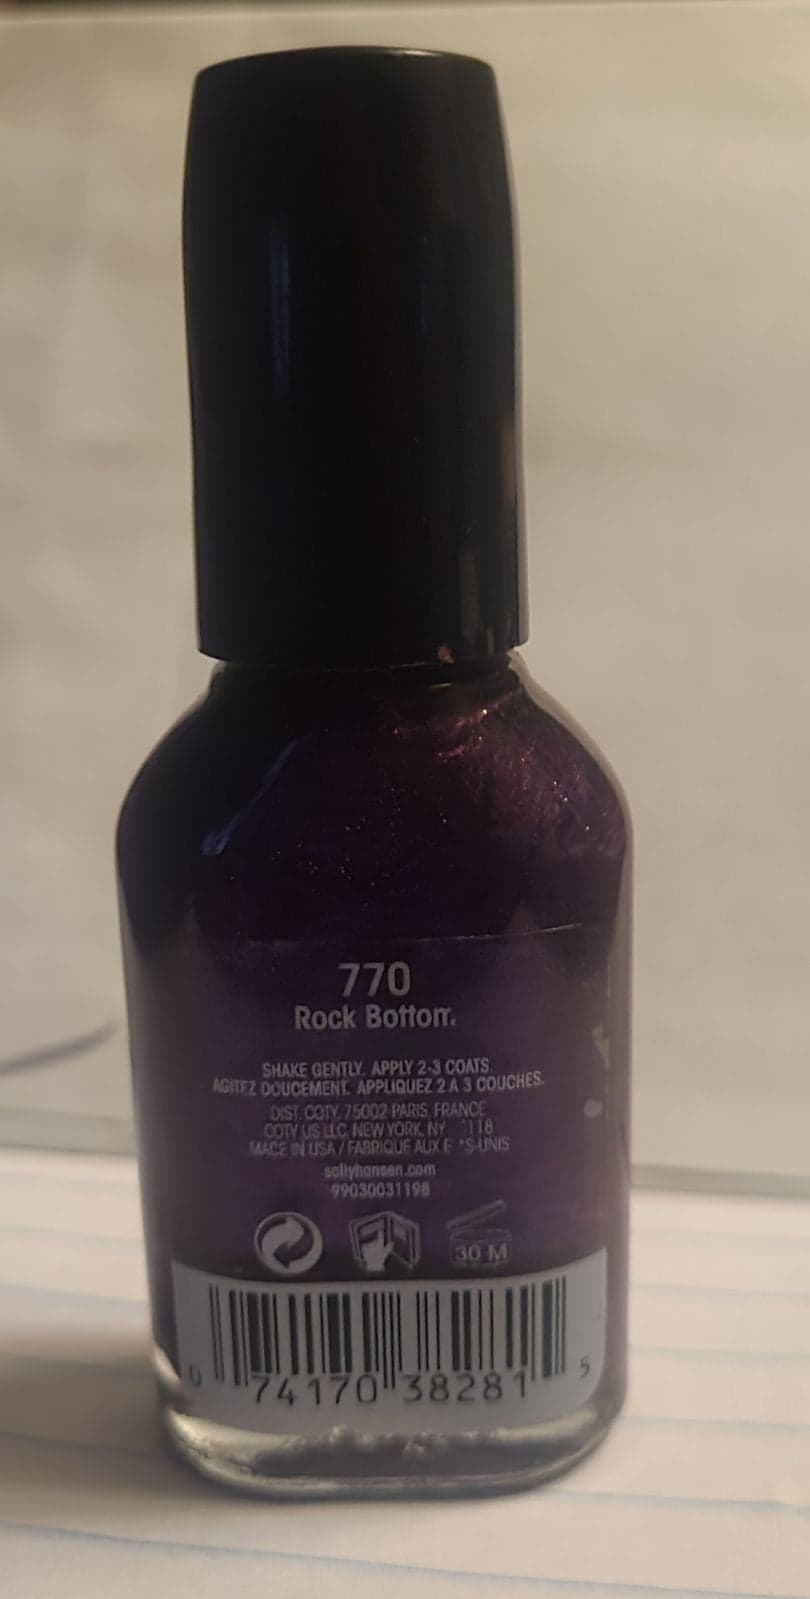 770
Rock Bottom
SHAKE GENTLY. APPLY 2-3 COATS.
AGITEZ DOUCEMENT. APPLIQUEZ 2 À 3 COUCHES.
DIST. COTY, 75002 PARIS, FRANCE
COTY US LLC, NEW YORK, NY
MADE IN USA / FABRIQUÉ AUX
sallyhansen.com
99030031198
30 M
0 74170 38281 5